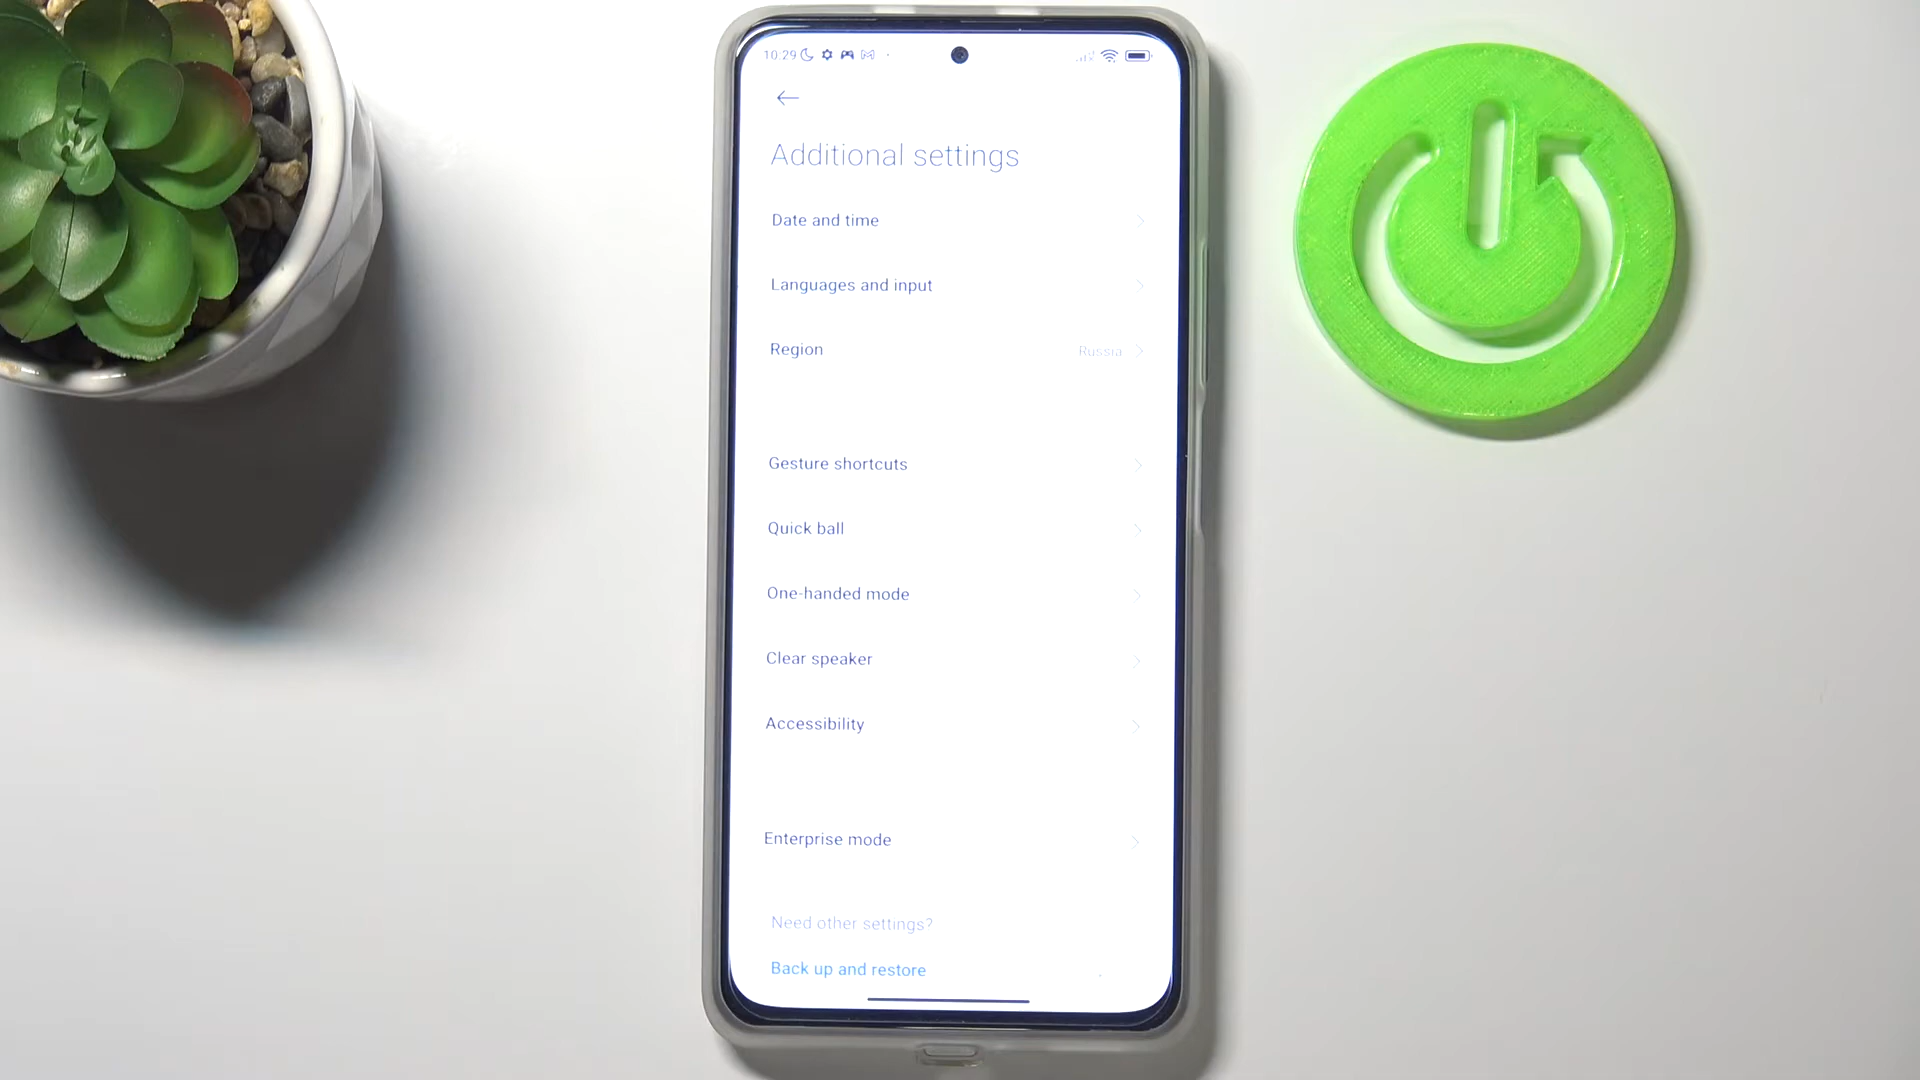 10:29
Additional settings
Date and time
Languages and input
Region Russia
Gesture shortcuts
Quick ball
One-handed mode
Clear speaker
Accessibility
Enterprise mode
Need other settings?
Back up and restore